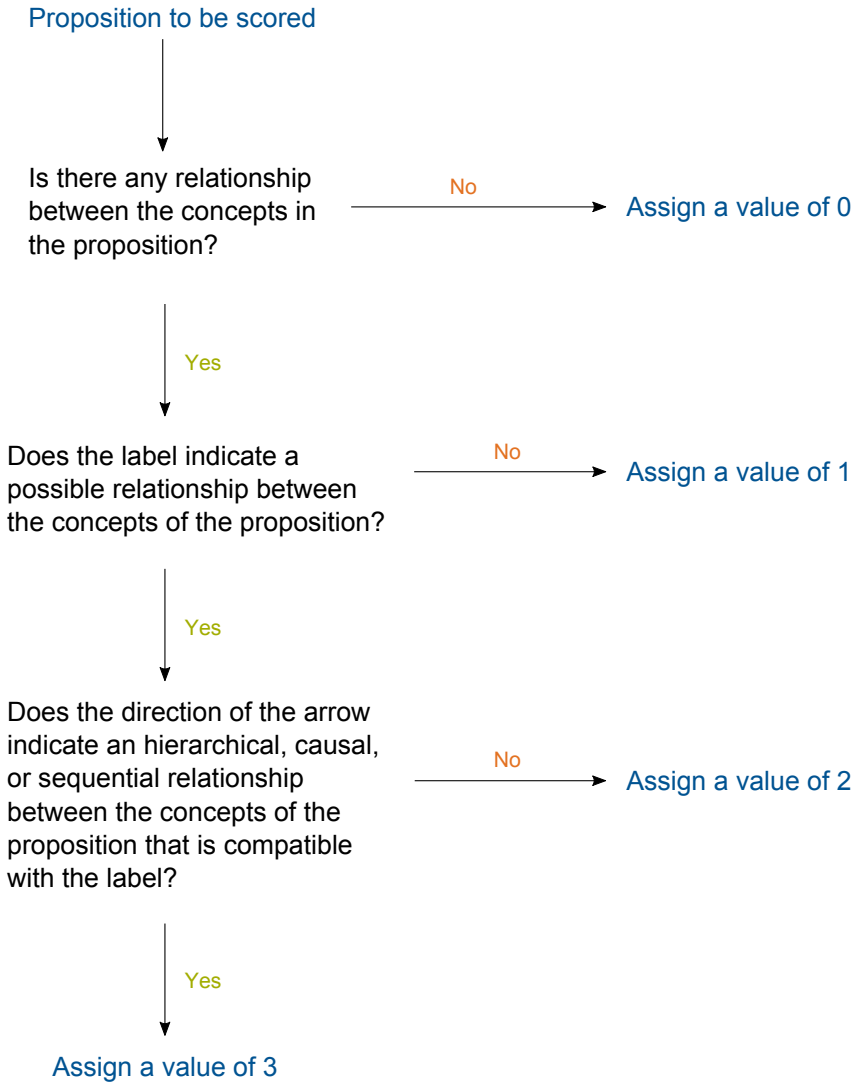 Proposition to be scored
Is there any relationship
between the concepts in
the proposition?
No
Assign a value of 0
Yes
Does the label indicate a
possible relationship between
the concepts of the proposition?
No
Assign a value of 1
Yes
Does the direction of the arrow
indicate an hierarchical, causal,
or sequential relationship
between the concepts of the
proposition that is compatible
with the label?
No
Assign a value of 2
Yes
Assign a value of 3